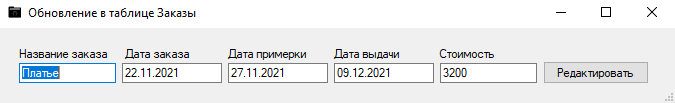 Обновление в таблице Заказы
Название заказа Дата заказа Дата примерки Дата выдачи Стоимость
Платье 22.11.2021 27.11.2021 09.12.2021 3200 Редактировать